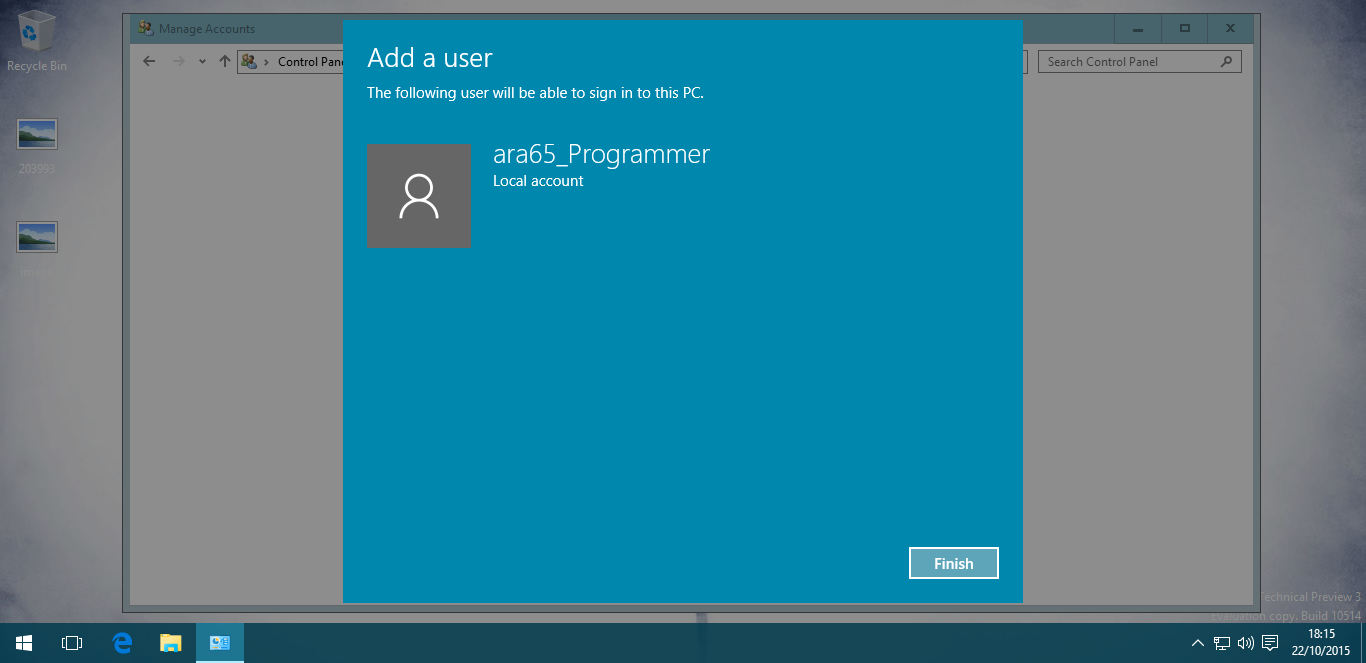 Recycle Bin
203993
Manage Accounts
Control Pan
Search Control Panel
Add a user
The following user will be able to sign in to this PC.
ara65_Programmer
Local account
Finish
Technical Preview 3
Evaluation copy. Build 10514
18:15
22/10/2015